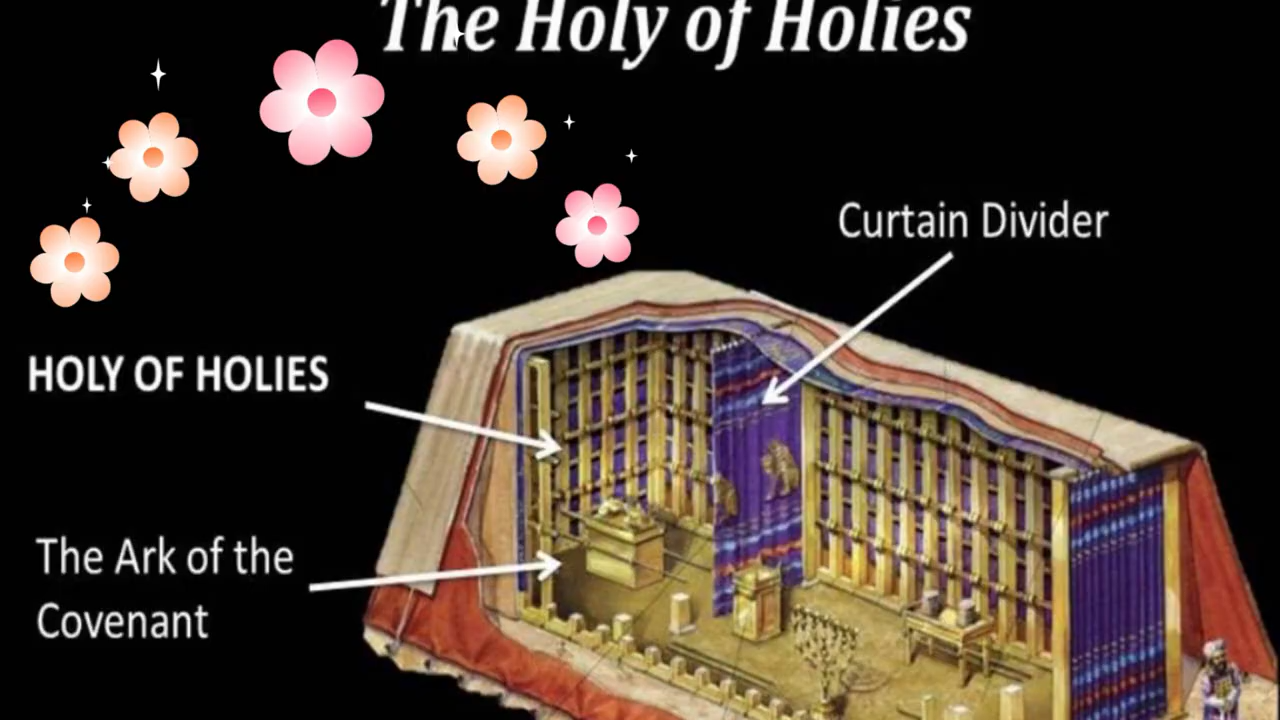 The Holy of Holies
Curtain Divider
HOLY OF HOLIES
The Ark of the
Covenant